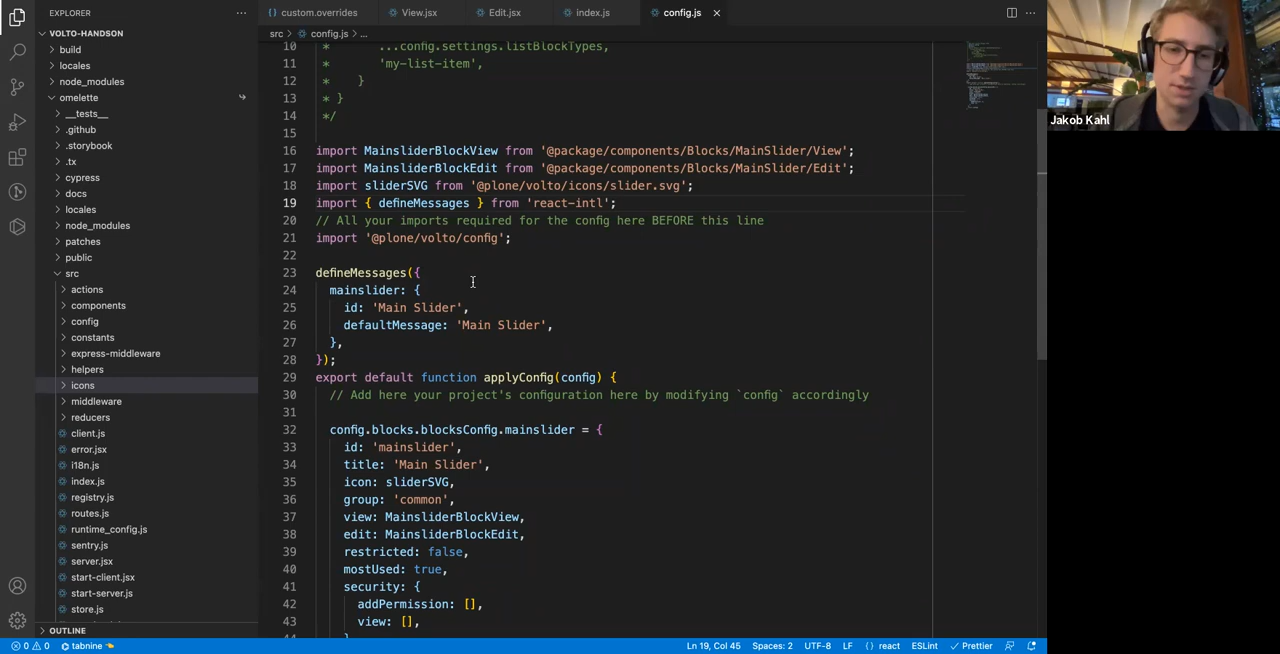 EXPLORER
...
VOLTO-HANDSON
build
locales
node_modules
omelette
__tests__
.github
.storybook
.tx
cypress
docs
locales
node_modules
patches
public
src
actions
components
config
constants
express-middleware
helpers
icons
middleware
reducers
client.js
error.jsx
i18n.js
index.js
registry.js
routes.js
runtime_config.js
sentry.js
server.jsx
start-client.jsx
start-server.js
store.js
OUTLINE
custom.overrides
View.jsx
Edit.jsx
index.js
config.js
src > config.js > ...
10 * ...config.settings.listBlockTypes,
11 * 'my-list-item',
12 * }
13 * }
14 */
15
16 import MainsliderBlockView from '@package/components/Blocks/MainSlider/View';
17 import MainsliderBlockEdit from '@package/components/Blocks/MainSlider/Edit';
18 import sliderSVG from '@plone/volto/icons/slider.svg';
19 import { defineMessages } from 'react-intl';
20 // All your imports required for the config here BEFORE this line
21 import '@plone/volto/config';
22
23 defineMessages({
24 mainslider: {
25 id: 'Main Slider',
26 defaultMessage: 'Main Slider',
27 },
28 });
29 export default function applyConfig(config) {
30 // Add here your project's configuration here by modifying `config` accordingly
31
32 config.blocks.blocksConfig.mainslider = {
33 id: 'mainslider',
34 title: 'Main Slider',
35 icon: sliderSVG,
36 group: 'common',
37 view: MainsliderBlockView,
38 edit: MainsliderBlockEdit,
39 restricted: false,
40 mostUsed: true,
41 security: {
42 addPermission: [],
43 view: [],
Jakob Kahl
0 0 tabnine Ln 19, Col 45 Spaces: 2 UTF-8 LF { } react ESLint Prettier